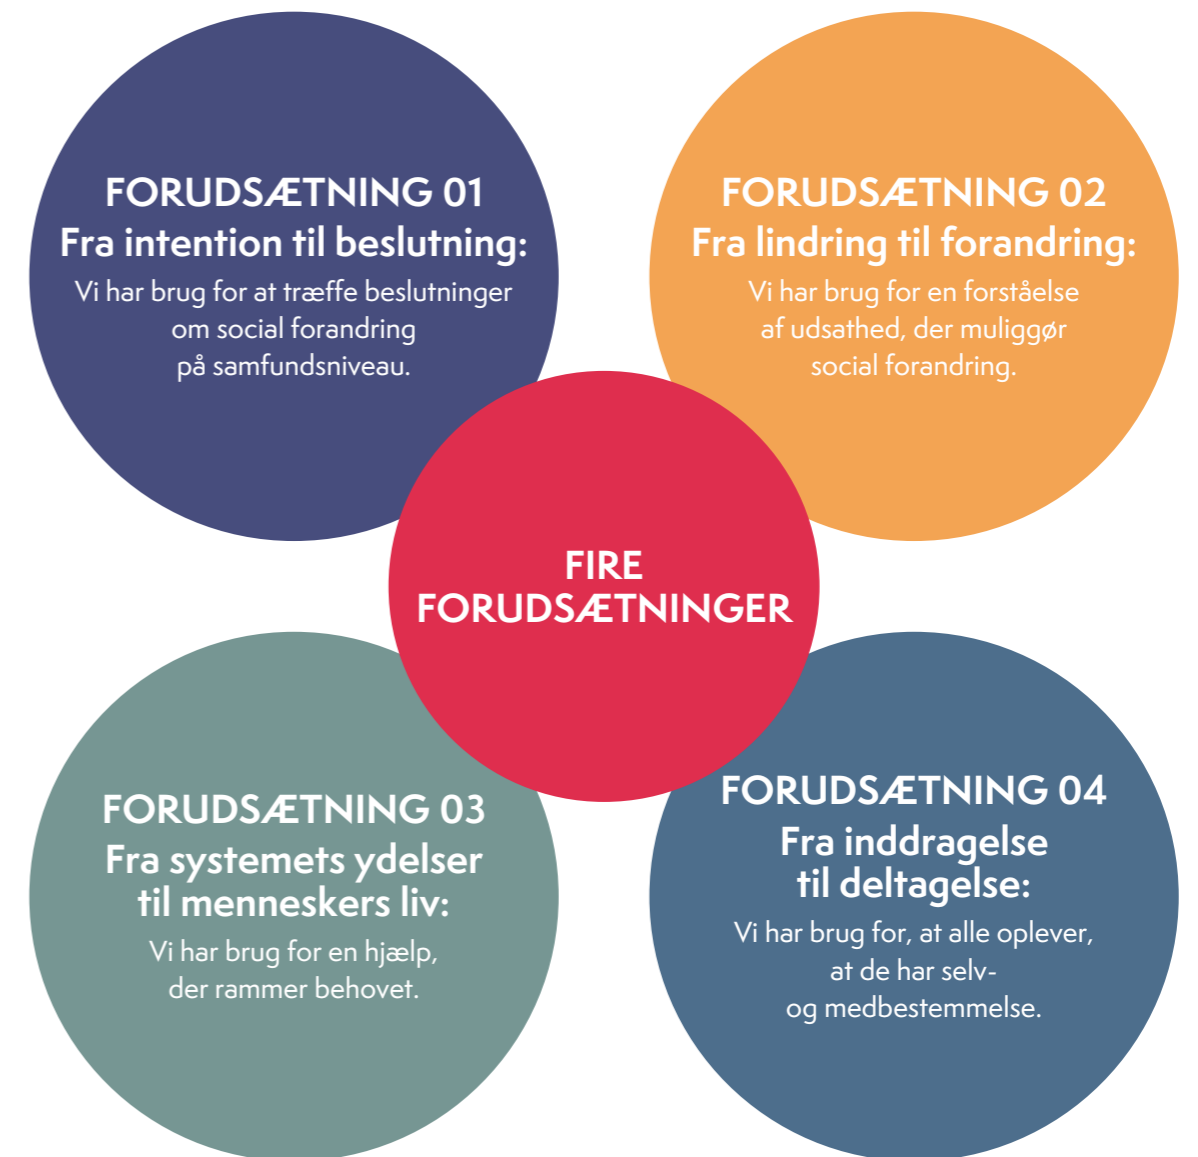 FORUDSÆTNING 01
Fra intention til beslutning:
Vi har brug for at træffe beslutninger
om social forandring
på samfundsniveau.
FORUDSÆTNING 02
Fra lindring til forandring:
Vi har brug for en forståelse
af udsathed, der muliggør
social forandring.
FIRE
FORUDSÆTNINGER
FORUDSÆTNING 03
Fra systemets ydelser
til menneskers liv:
Vi har brug for en hjælp,
der rammer behovet.
FORUDSÆTNING 04
Fra inddragelse
til deltagelse:
Vi har brug for, at alle oplever,
at de har selv-
og medbestemmelse.